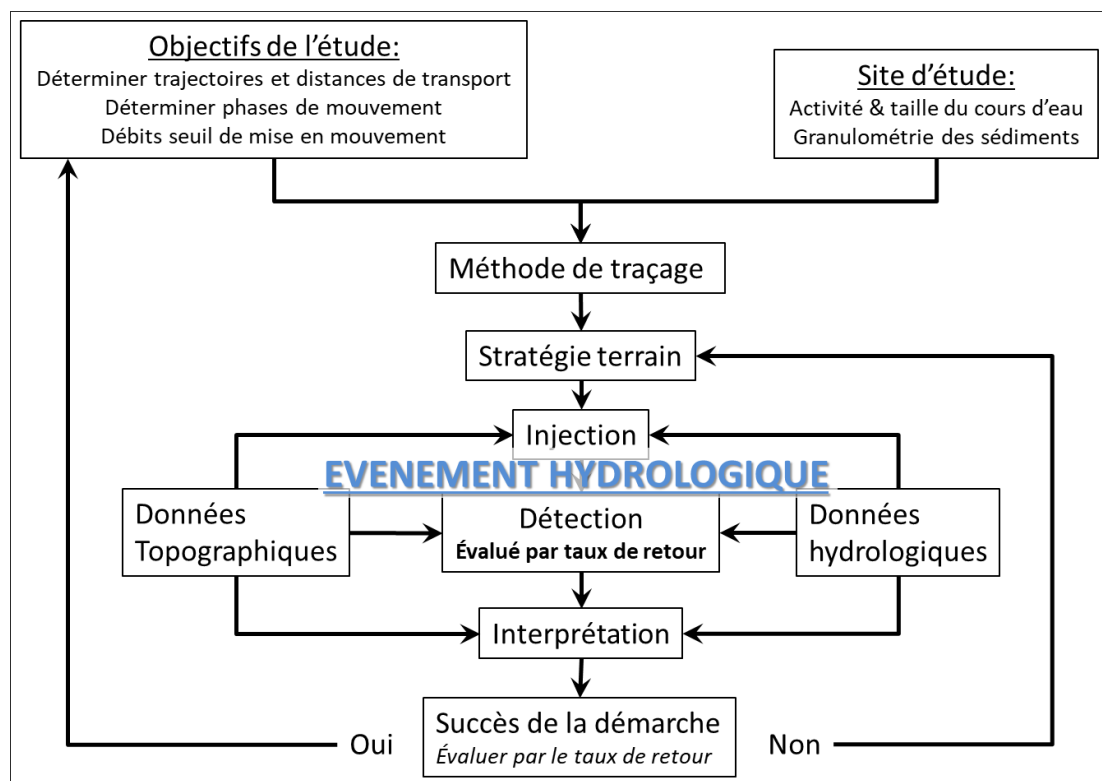 Objectifs de l’étude:
Déterminer trajectoires et distances de transport
Déterminer phases de mouvement
Débits seuil de mise en mouvement
Site d’étude:
Activité & taille du cours d’eau
Granulométrie des sédiments
Méthode de traçage
Stratégie terrain
Injection
EVENEMENT HYDROLOGIQUE
Données
Topographiques
Détection
Évalué par taux de retour
Données
hydrologiques
Interprétation
Succès de la démarche
Évaluer par le taux de retour
Oui
Non